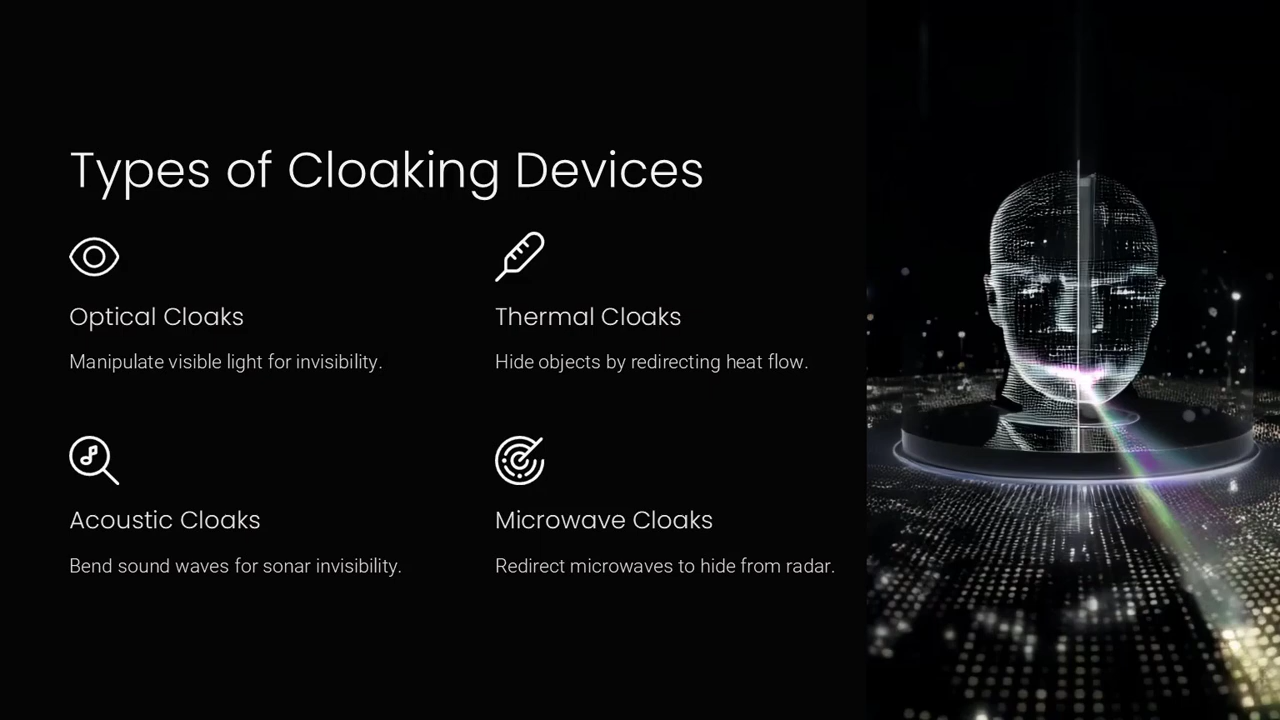 Types of Cloaking Devices
Optical Cloaks
Manipulate visible light for invisibility.
Thermal Cloaks
Hide objects by redirecting heat flow.
Acoustic Cloaks
Bend sound waves for sonar invisibility.
Microwave Cloaks
Redirect microwaves to hide from radar.